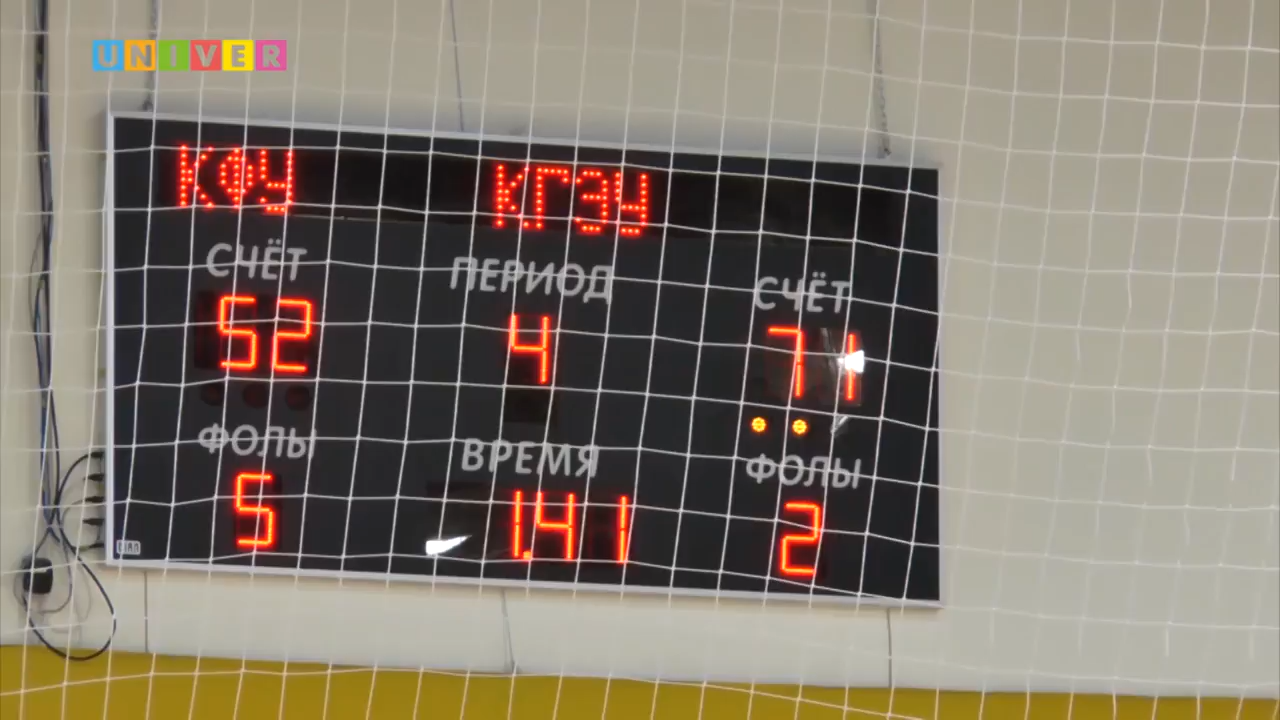 UNIVER
КФУ КГЭУ
СЧЁТ ПЕРИОД СЧЁТ
52 4 71
ФОЛЫ ВРЕМЯ ФОЛЫ
5 1.41 2